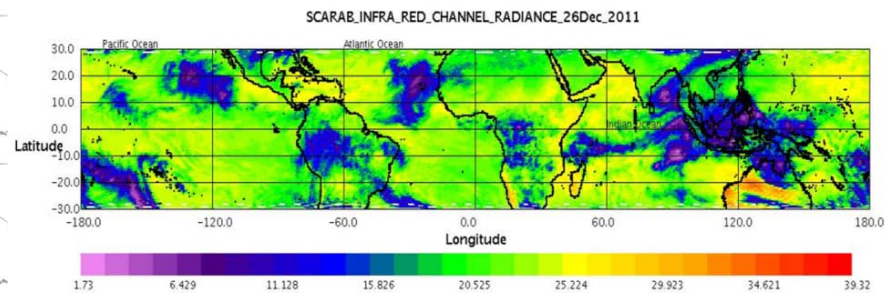 SCARAB_INFRA_RED_CHANNEL_RADIANCE_26Dec_2011
Pacific Ocean
Atlantic Ocean
30.0
20.0
10.0
0.0
Indian Ocean
Latitude
-10.0
-20.0
-30.0
-180.0 -120.0 -60.0 0.0 60.0 120.0 180.0
Longitude
1.73 6.429 11.128 15.826 20.525 25.224 29.923 34.621 39.32